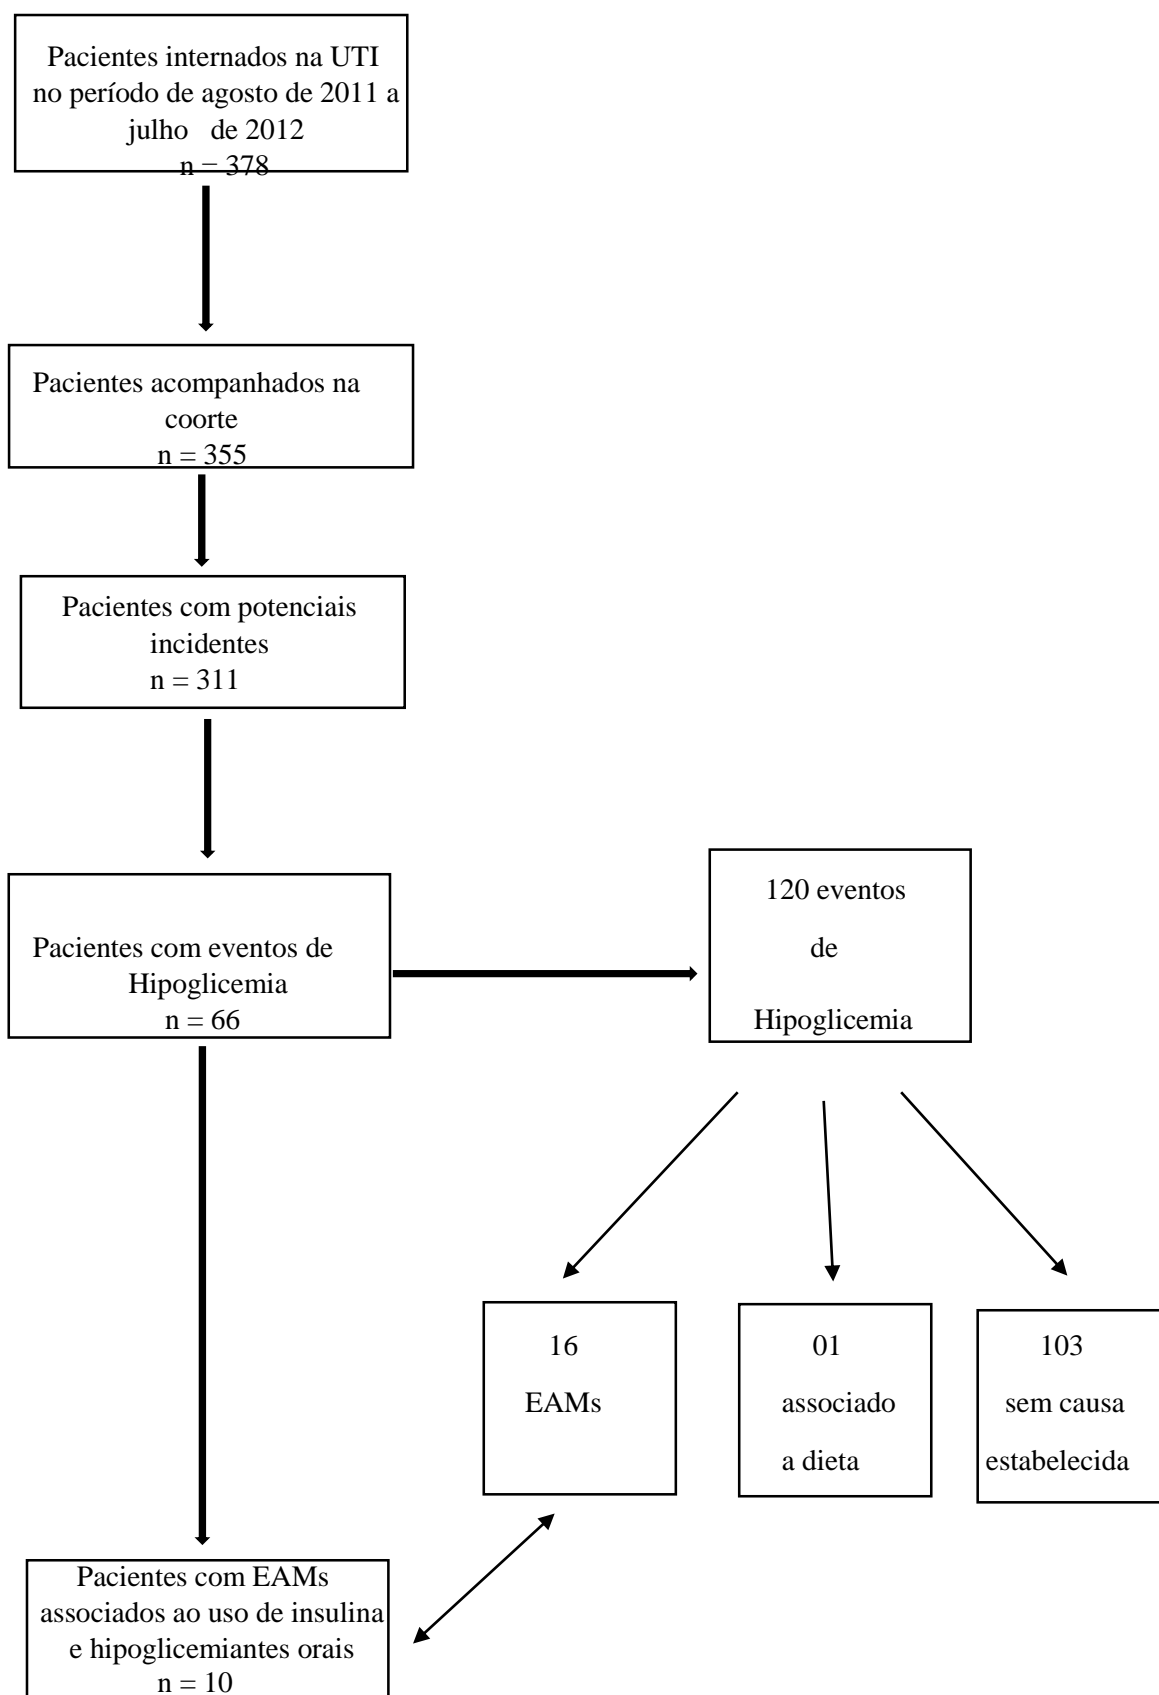 Pacientes internados na UTI
no período de agosto de 2011 a
julho de 2012
n = 378
Pacientes acompanhados na
coorte
n = 355
Pacientes com potenciais
incidentes
n = 311
Pacientes com eventos de
Hipoglicemia
n = 66
120 eventos
de
Hipoglicemia
16
EAMs
01
associado
a dieta
103
sem causa
estabelecida
Pacientes com EAMs
associados ao uso de insulina
e hipoglicemiantes orais
n = 10